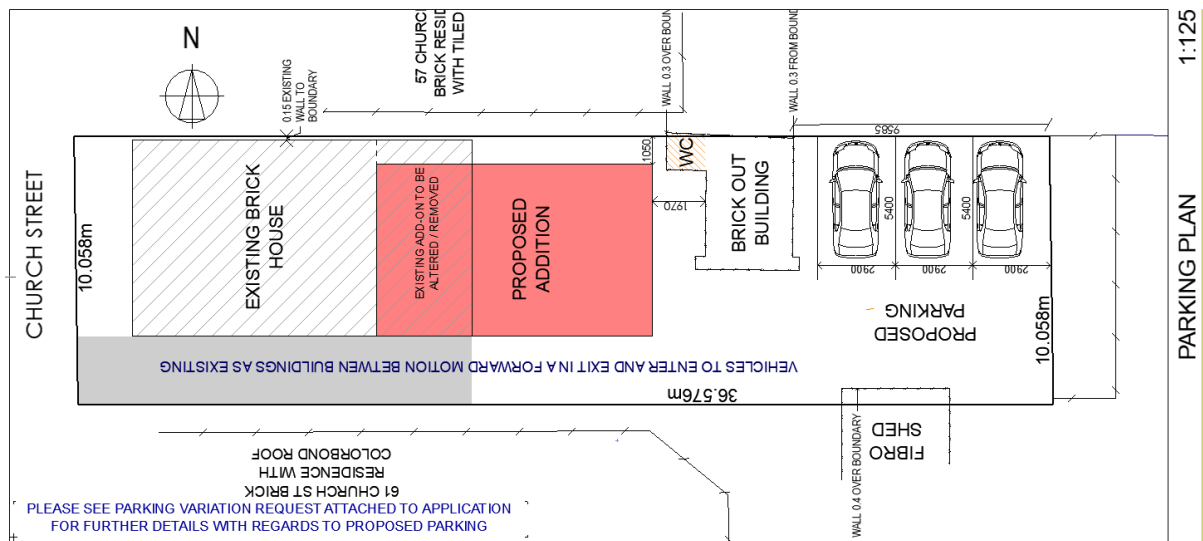 N
57 CHURCH
BRICK RESID
WITH TILED
0.15 EXISTING
WALL TO
BOUNDARY
WALL 0.3 OVER BOUN
WALL 0.3 FROM BOUND
1:125
PARKING PLAN
CHURCH STREET
10.058m
EXISTING BRICK
HOUSE
EXISTING ADD-ON TO BE
ALTERED / REMOVED
PROPOSED
ADDITION
1050
WC
1970
BRICK OUT
BUILDING
9585
5400
5400
2900
2900
2900
PROPOSED
PARKING
10.058m
VEHICLES TO ENTER AND EXIT IN A FORWARD MOTION BETWEN BUILDINGS AS EXISTING
36.576m
FIBRO
SHED
WALL 0.4 OVER BOUNDARY
61 CHURCH ST BRICK
RESIDENCE WITH
COLORBOND ROOF
PLEASE SEE PARKING VARIATION REQUEST ATTACHED TO APPLICATION
FOR FURTHER DETAILS WITH REGARDS TO PROPOSED PARKING